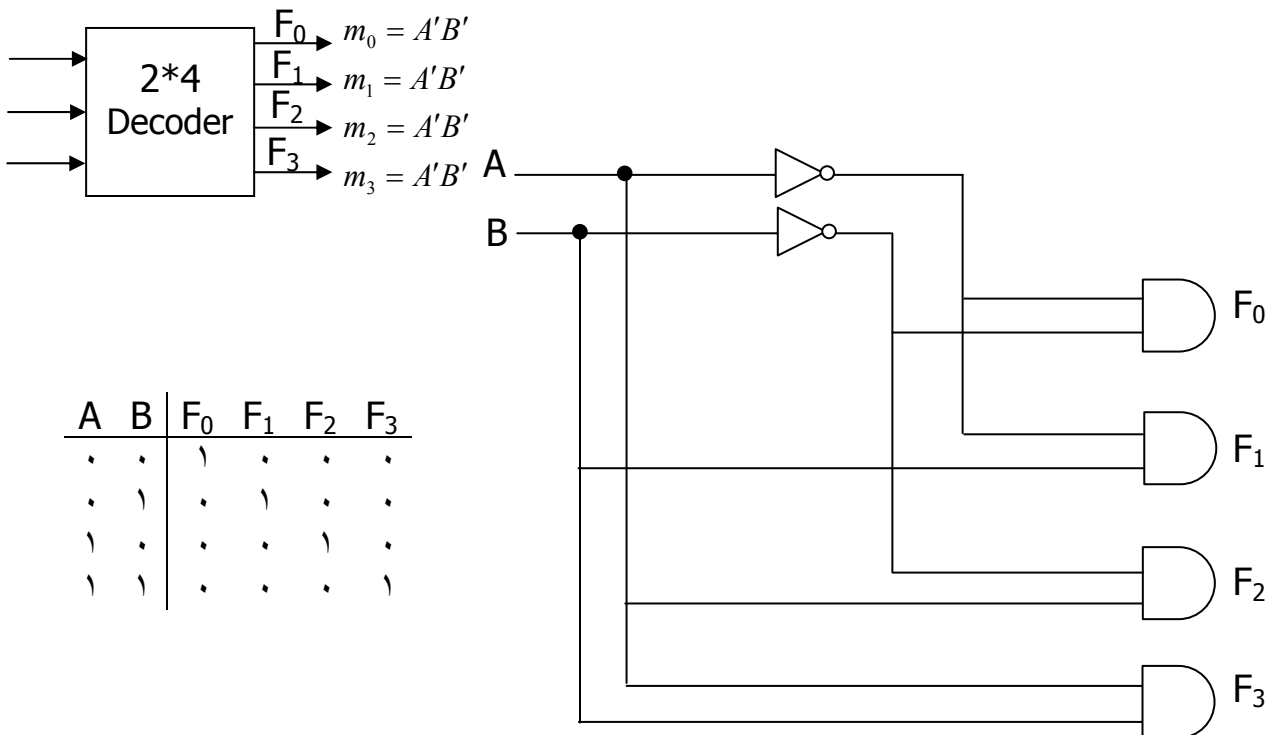 F₀ m₀ = A′B′
2*4
Decoder
F₁ m₁ = A′B′
F₂ m₂ = A′B′
F₃ m₃ = A′B′
A
B
F₀
F₁
F₂
F₃
A B F₀ F₁ F₂ F₃
٠ ٠ ١ ٠ ٠ ٠
٠ ١ ٠ ١ ٠ ٠
١ ٠ ٠ ٠ ١ ٠
١ ١ ٠ ٠ ٠ ١